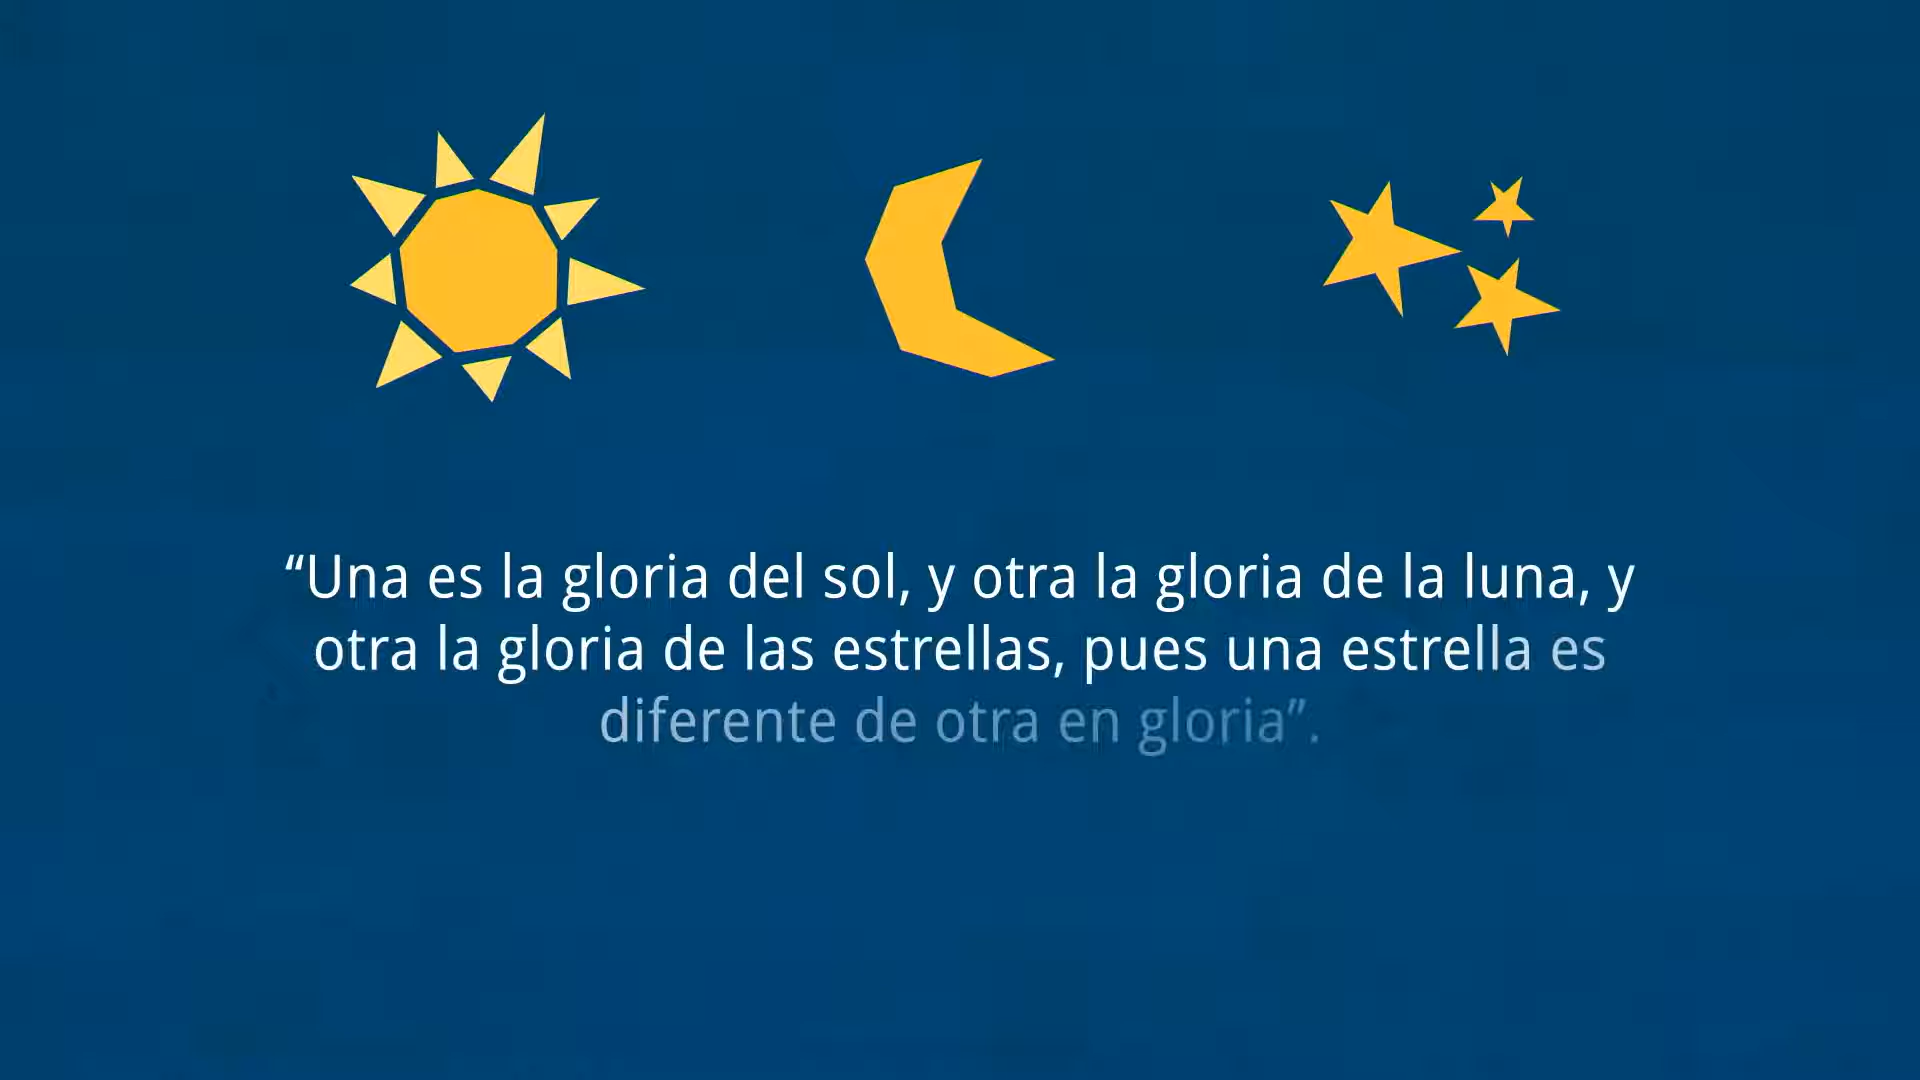 “Una es la gloria del sol, y otra la gloria de la luna, y
otra la gloria de las estrellas, pues una estrella es
diferente de otra en gloria”.